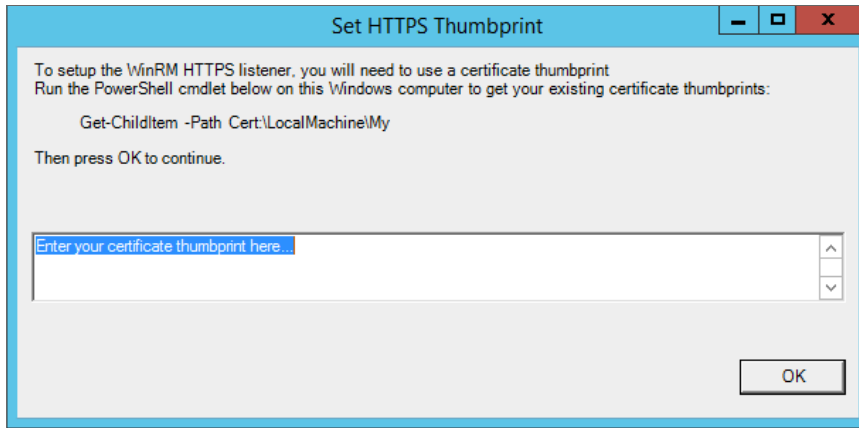 Set HTTPS Thumbprint
To setup the WinRM HTTPS listener, you will need to use a certificate thumbprint
Run the PowerShell cmdlet below on this Windows computer to get your existing certificate thumbprints:
Get-ChildItem -Path Cert:\LocalMachine\My
Then press OK to continue.
Enter your certificate thumbprint here...
OK